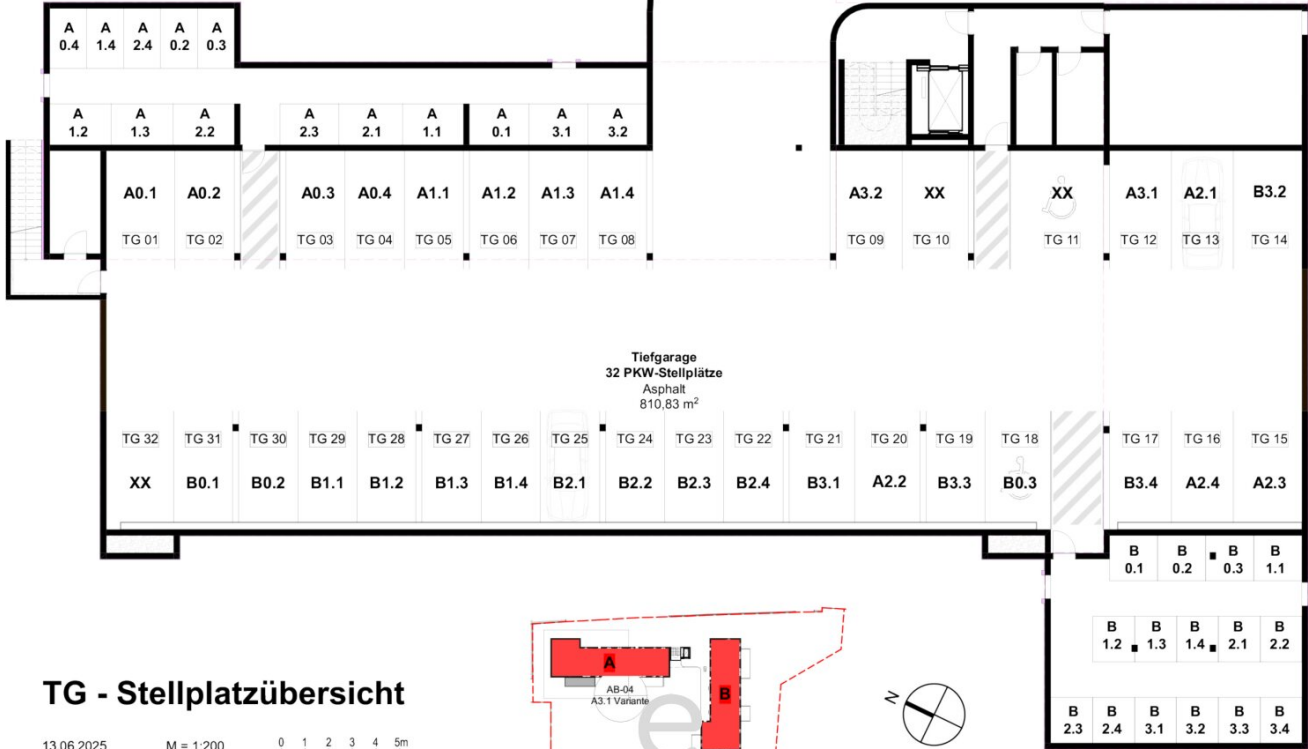 A A A A A
0.4 1.4 2.4 0.2 0.3
A A A A A A A A A
1.2 1.3 2.2 2.3 2.1 1.1 0.1 3.1 3.2
A0.1 A0.2 A0.3 A0.4 A1.1 A1.2 A1.3 A1.4 A3.2 XX XX A3.1 A2.1 B3.2
TG 01 TG 02 TG 03 TG 04 TG 05 TG 06 TG 07 TG 08 TG 09 TG 10 TG 11 TG 12 TG 13 TG 14
Tiefgarage
32 PKW-Stellplätze
Asphalt
810,83 m²
TG 32 TG 31 TG 30 TG 29 TG 28 TG 27 TG 26 TG 25 TG 24 TG 23 TG 22 TG 21 TG 20 TG 19 TG 18 TG 17 TG 16 TG 15
XX B0.1 B0.2 B1.1 B1.2 B1.3 B1.4 B2.1 B2.2 B2.3 B2.4 B3.1 A2.2 B3.3 B0.3 B3.4 A2.4 A2.3
B B B B
0.1 0.2 0.3 1.1
B B B B B
1.2 1.3 1.4 2.1 2.2
B B B B B B
2.3 2.4 3.1 3.2 3.3 3.4
A
AB-04
A3.1 Variante
B
e
N
TG - Stellplatzübersicht
13.06.2025 M = 1:200 0 1 2 3 4 5m